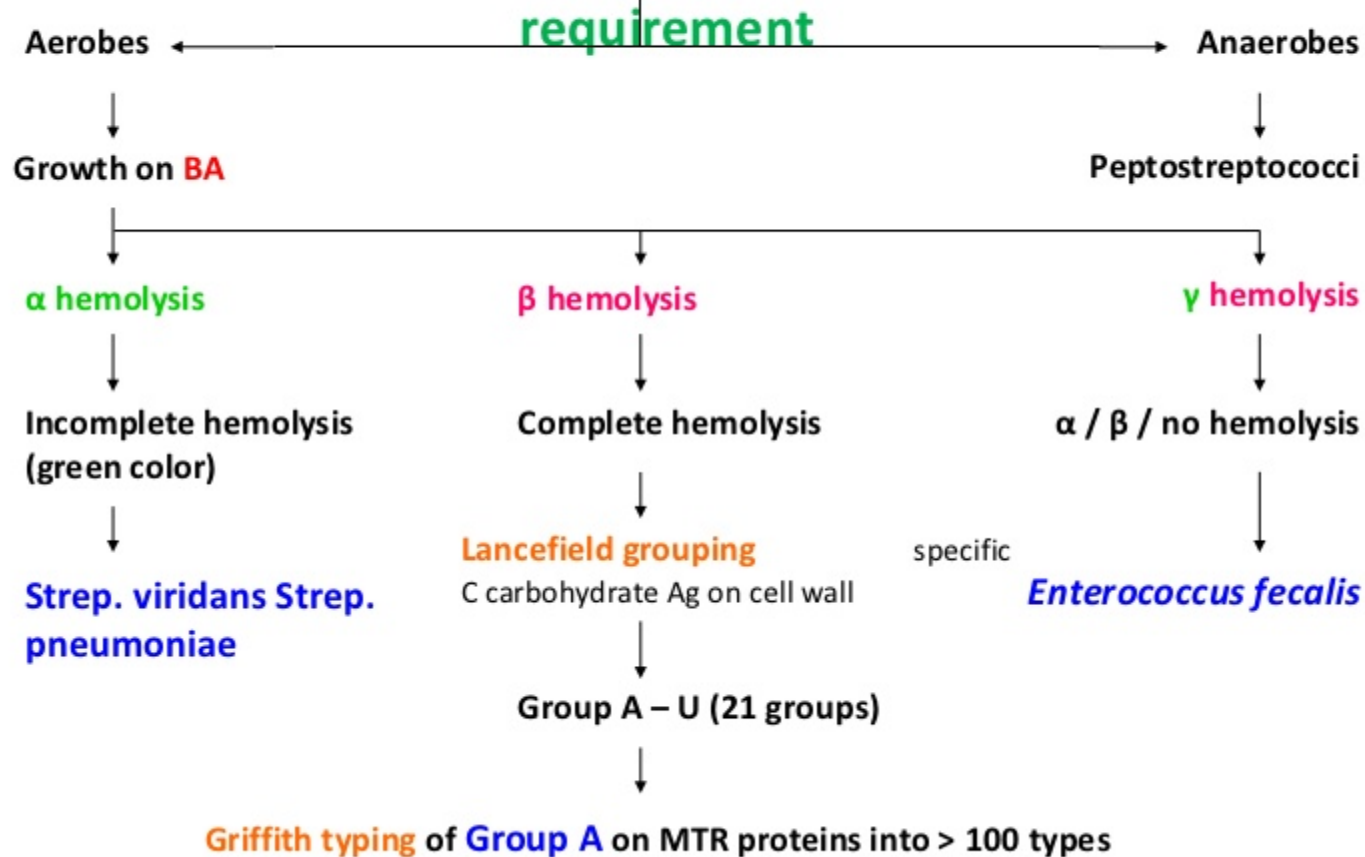 requirement
Aerobes
Anaerobes
Growth on BA
Peptostreptococci
α hemolysis
β hemolysis
γ hemolysis
Incomplete hemolysis
(green color)
Complete hemolysis
α / β / no hemolysis
Strep. viridans Strep.
pneumoniae
Lancefield grouping
specific
C carbohydrate Ag on cell wall
Enterococcus fecalis
Group A – U (21 groups)
Griffith typing of Group A on MTR proteins into > 100 types